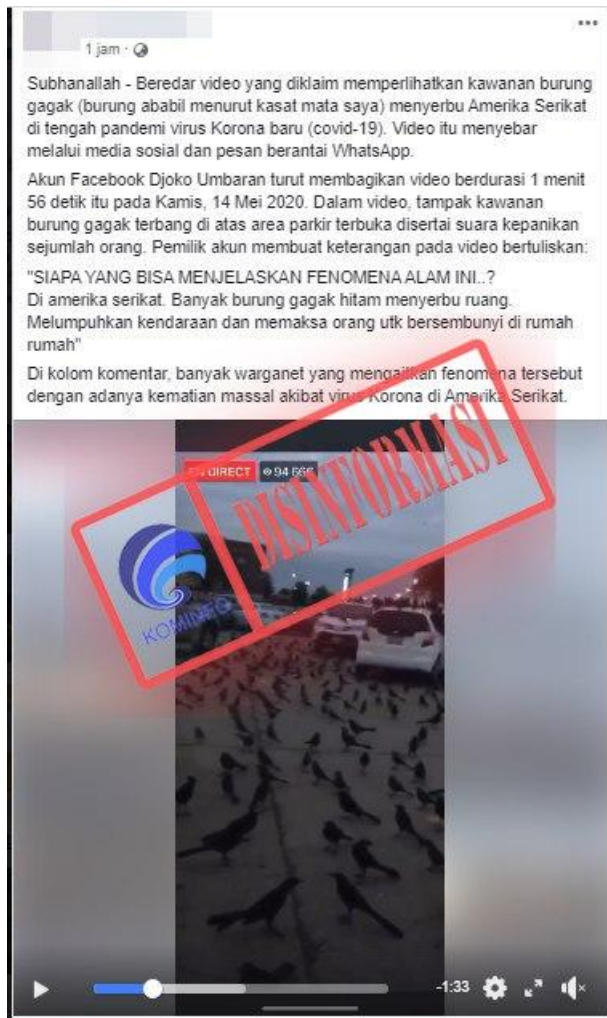 1 jam ·
Subhanallah - Beredar video yang diklaim memperlihatkan kawanan burung
gagak (burung ababil menurut kasat mata saya) menyerbu Amerika Serikat
di tengah pandemi virus Korona baru (covid-19). Video itu menyebar
melalui media sosial dan pesan berantai WhatsApp.
Akun Facebook Djoko Umbaran turut membagikan video berdurasi 1 menit
56 detik itu pada Kamis, 14 Mei 2020. Dalam video, tampak kawanan
burung gagak terbang di atas area parkir terbuka disertai suara kepanikan
sejumlah orang. Pemilik akun membuat keterangan pada video bertuliskan:
"SIAPA YANG BISA MENJELASKAN FENOMENA ALAM INI..?
Di amerika serikat. Banyak burung gagak hitam menyerbu ruang.
Melumpuhkan kendaraan dan memaksa orang utk bersembunyi di rumah
rumah"
Di kolom komentar, banyak warganet yang mengaitkan fenomena tersebut
dengan adanya kematian massal akibat virus Korona di Amerika Serikat.
EN DIRECT 94 666
DISINFORMASI
KOMINFO
-1:33